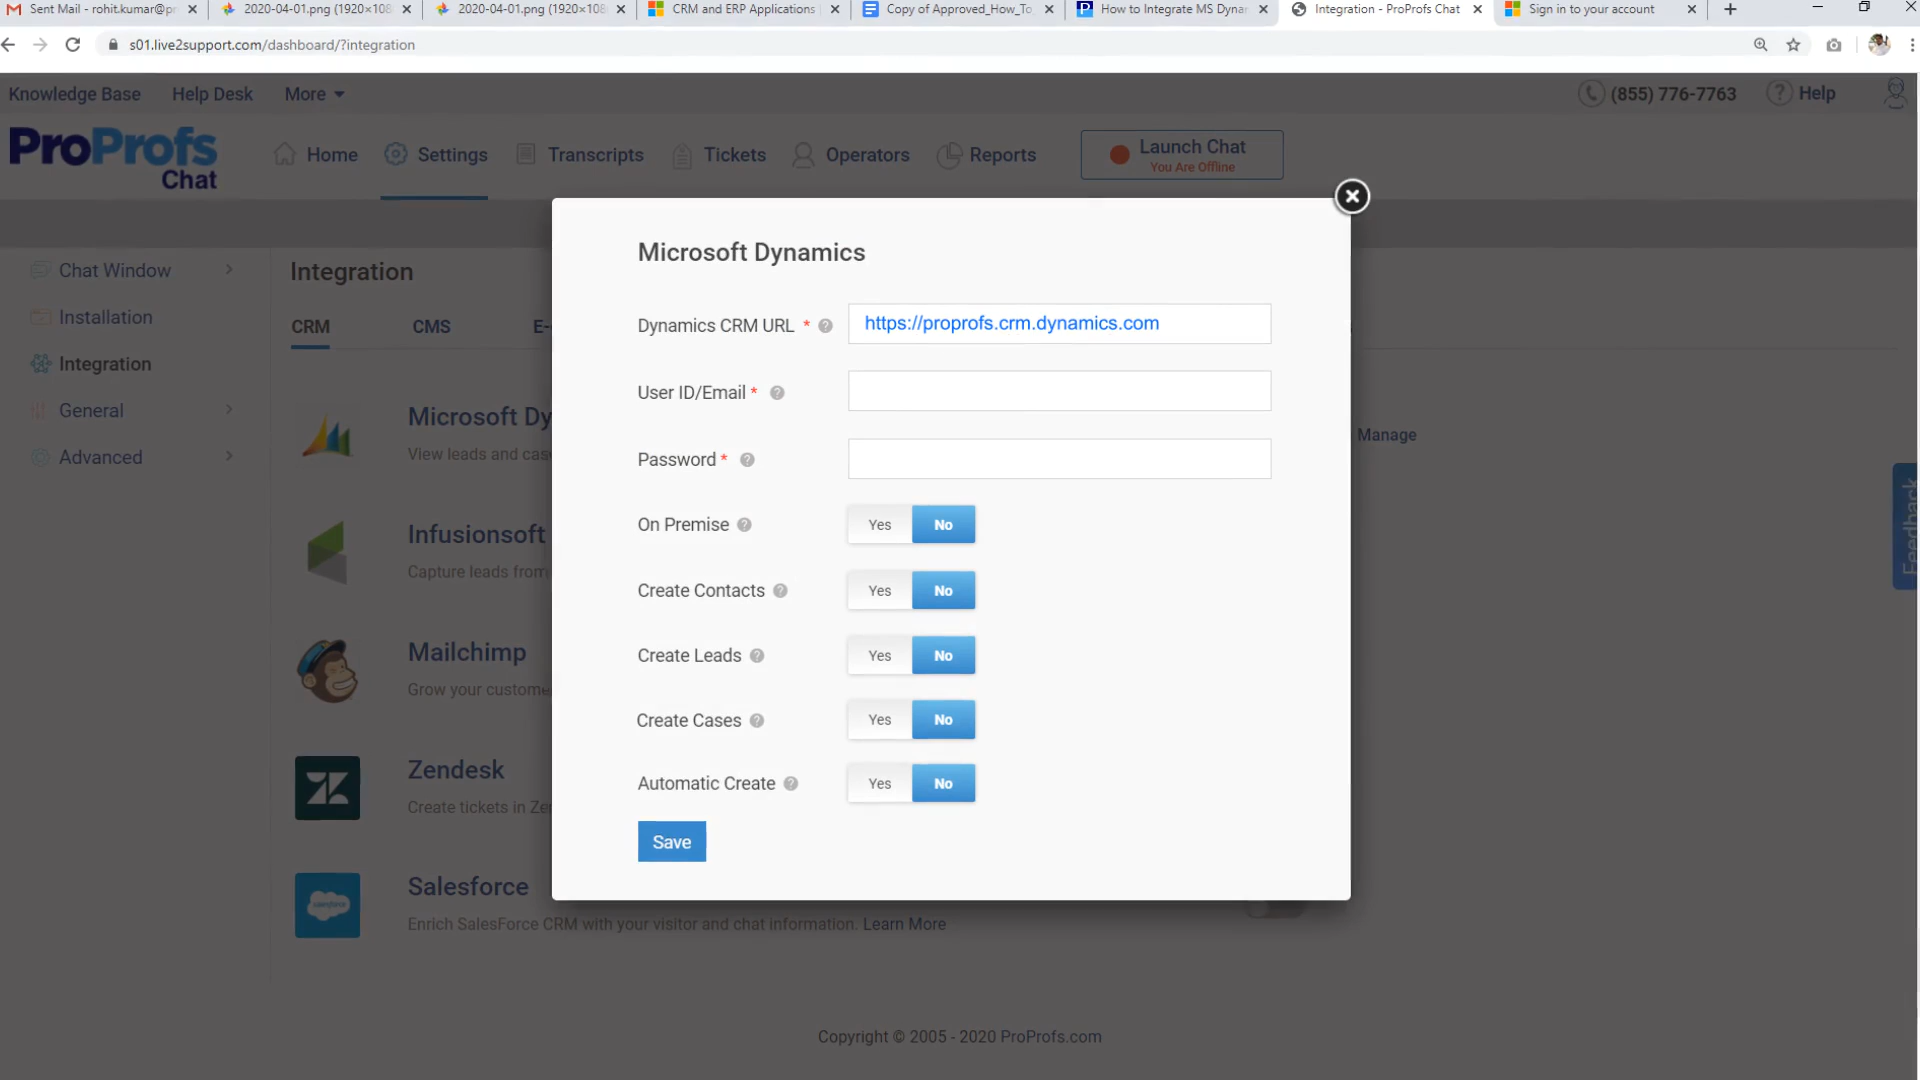 Sent Mail - rohit.kumar@p
2020-04-01.png (1920×108
2020-04-01.png (1920×108
CRM and ERP Applications
Copy of Approved_How_To_
How to Integrate MS Dynar
Integration - ProProfs Chat
Sign in to your account
s01.live2support.com/dashboard/?integration
Knowledge Base
Help Desk
More
(855) 776-7763
Help
ProProfs
Chat
Home
Settings
Transcripts
Tickets
Operators
Reports
Launch Chat
You Are Offline
Chat Window
Installation
Integration
General
Advanced
Integration
CRM
CMS
E-
Microsoft Dy
View leads and cas
Manage
Infusionsoft
Capture leads from
Mailchimp
Grow your custome
Zendesk
Create tickets in Ze
Salesforce
Enrich SalesForce CRM with your visitor and chat information. Learn More
Microsoft Dynamics
Dynamics CRM URL *
https://proprofs.crm.dynamics.com
User ID/Email *
Password *
On Premise
Yes No
Create Contacts
Yes No
Create Leads
Yes No
Create Cases
Yes No
Automatic Create
Yes No
Save
Feedback
Copyright © 2005 - 2020 ProProfs.com